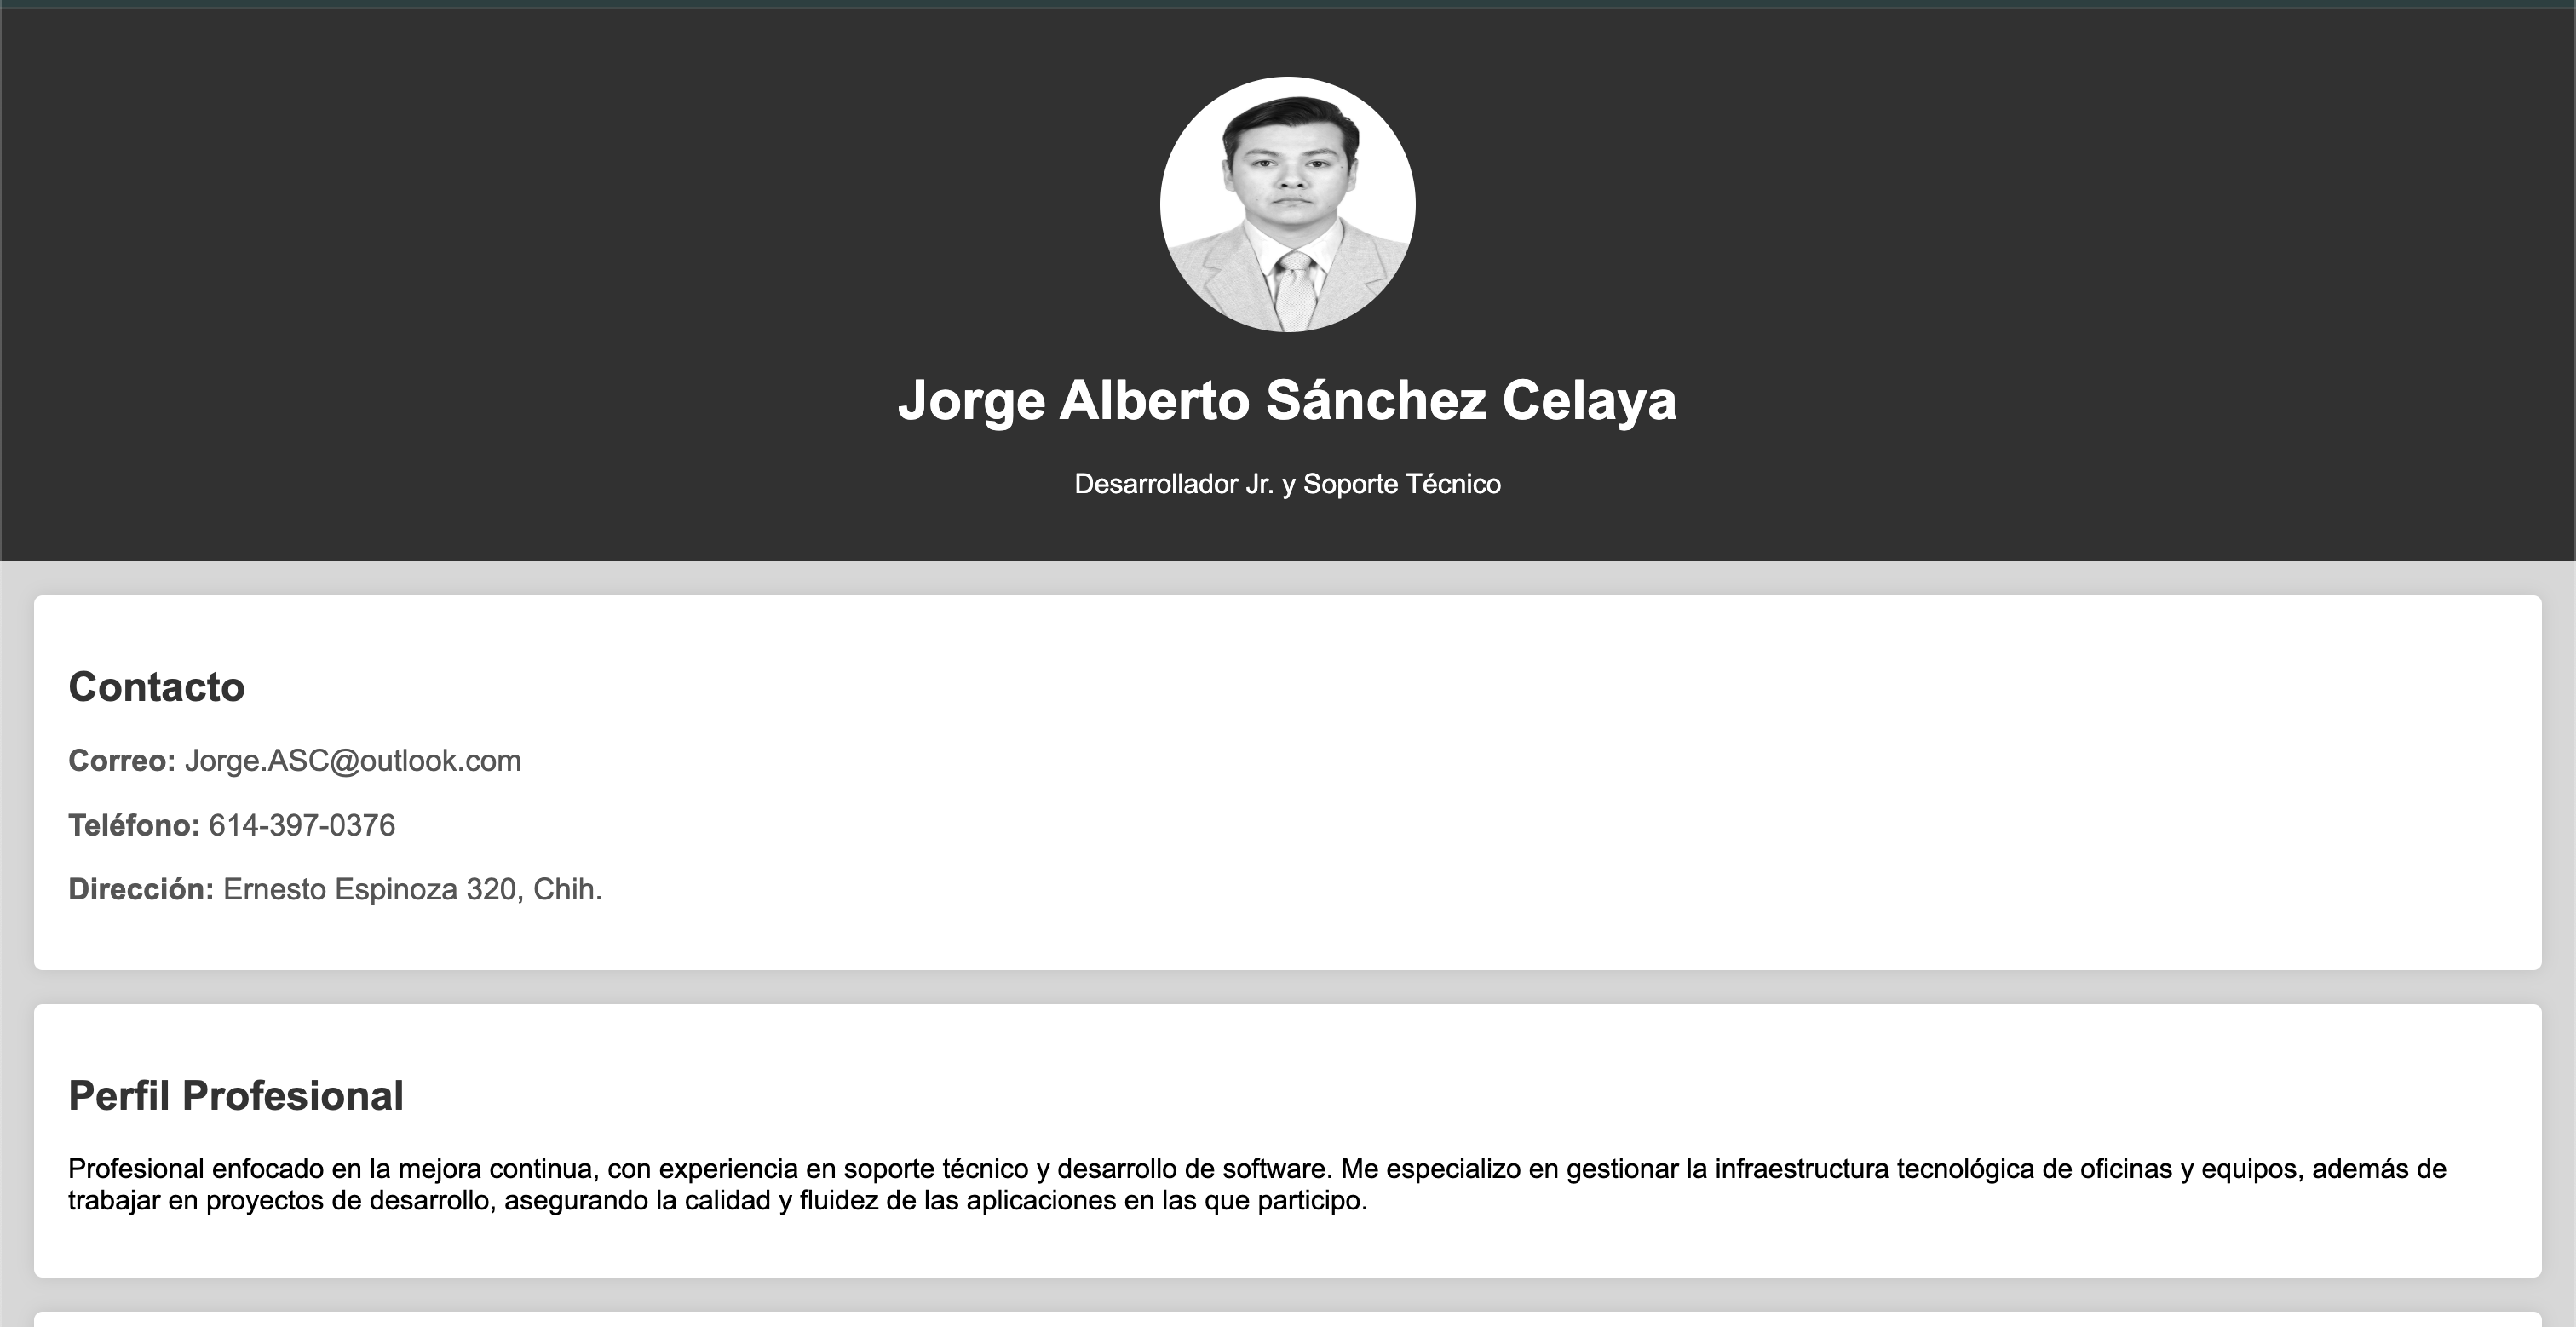 Jorge Alberto Sánchez Celaya
Desarrollador Jr. y Soporte Técnico
Contacto
Correo: Jorge.ASC@outlook.com
Teléfono: 614-397-0376
Dirección: Ernesto Espinoza 320, Chih.
Perfil Profesional
Profesional enfocado en la mejora continua, con experiencia en soporte técnico y desarrollo de software. Me especializo en gestionar la infraestructura tecnológica de oficinas y equipos, además de
trabajar en proyectos de desarrollo, asegurando la calidad y fluidez de las aplicaciones en las que participo.